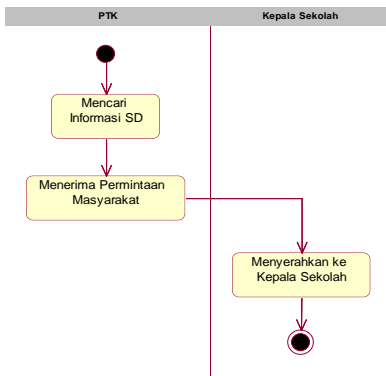 PTK
Kepala Sekolah
Mencari
Informasi SD
Menerima Permintaan
Masyarakat
Menyerahkan ke
Kepala Sekolah